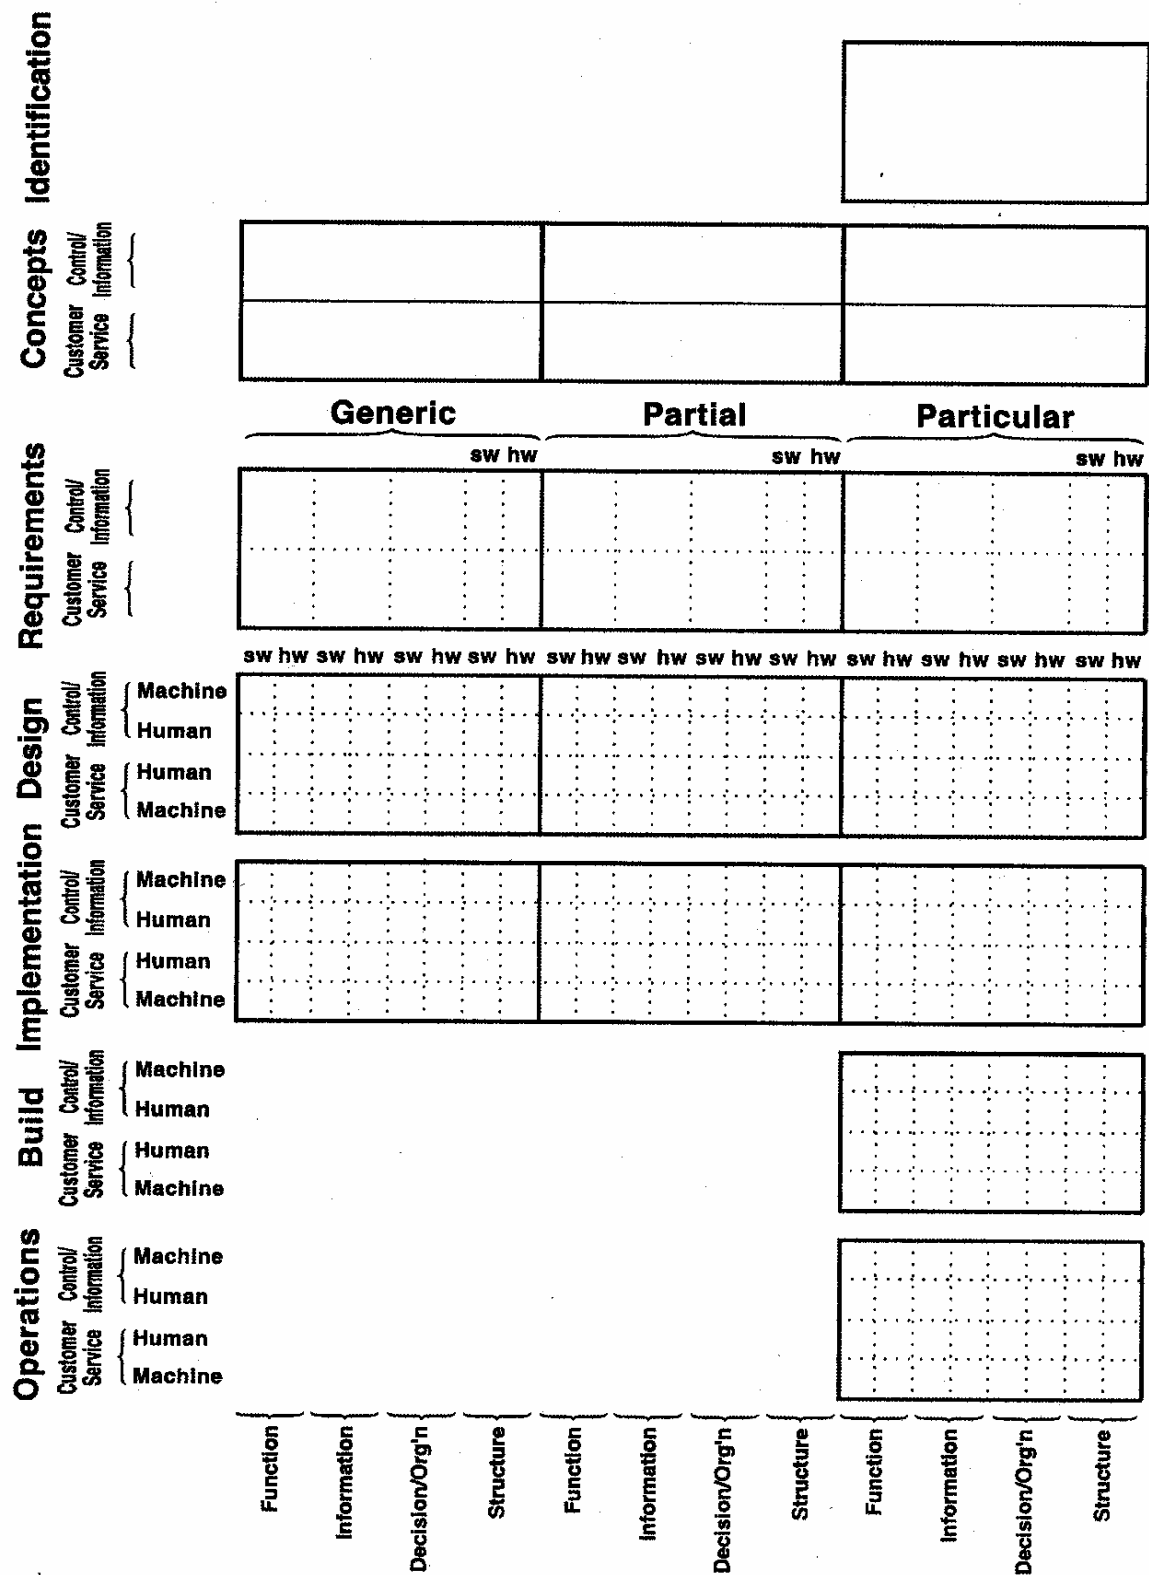 Identification
Concepts
Control/
Information
Customer
Service
Generic Partial Particular
sw hw sw hw sw hw
Requirements
Control/
Information
Customer
Service
sw hw sw hw sw hw sw hw sw hw sw hw sw hw sw hw sw hw sw hw sw hw sw hw
Design
Control/
Information
Machine
Human
Customer
Service
Human
Machine
Implementation
Control/
Information
Machine
Human
Customer
Service
Human
Machine
Build
Control/
Information
Machine
Human
Customer
Service
Human
Machine
Operations
Control/
Information
Machine
Human
Customer
Service
Human
Machine
Function
Information
Decision/Org'n
Structure
Function
Information
Decision/Org'n
Structure
Function
Information
Decision/Org'n
Structure